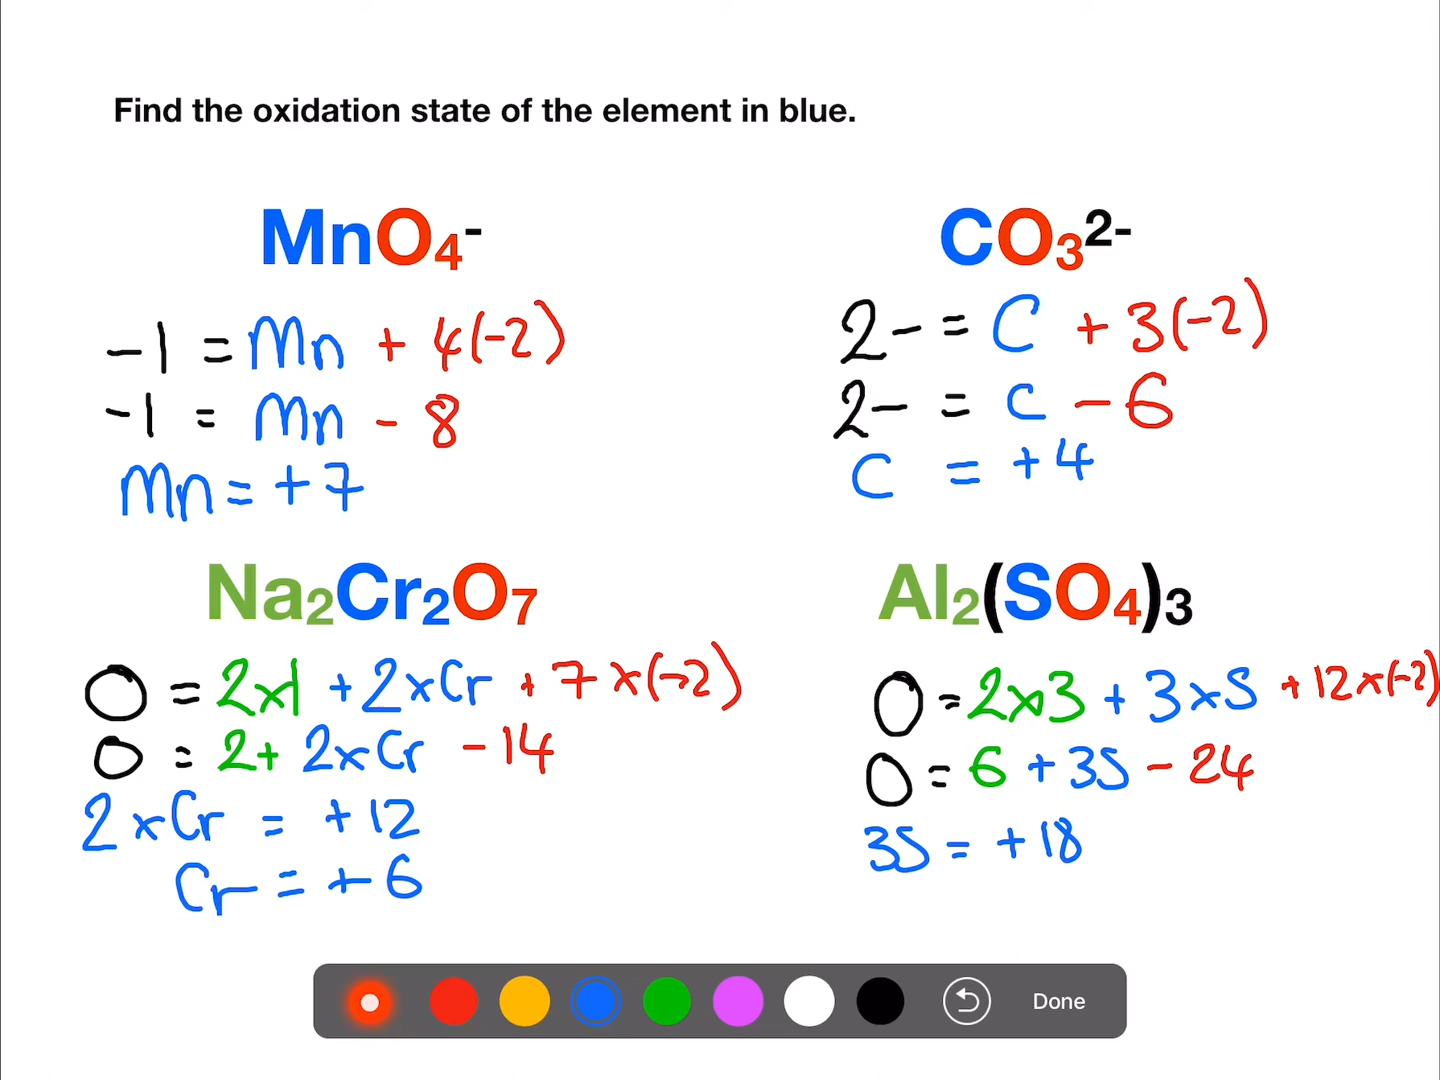 Find the oxidation state of the element in blue.
MnO₄⁻
-1 = Mn + 4(-2)
-1 = Mn - 8
Mn = +7
CO₃²⁻
2- = C + 3(-2)
2- = C - 6
C = +4
Na₂Cr₂O₇
0 = 2x1 + 2xCr + 7x(-2)
0 = 2+ 2xCr - 14
2xCr = +12
Cr = +6
Al₂(SO₄)₃
0 = 2x3 + 3xS + 12x(-2)
0 = 6 + 3S - 24
3S = +18
Done